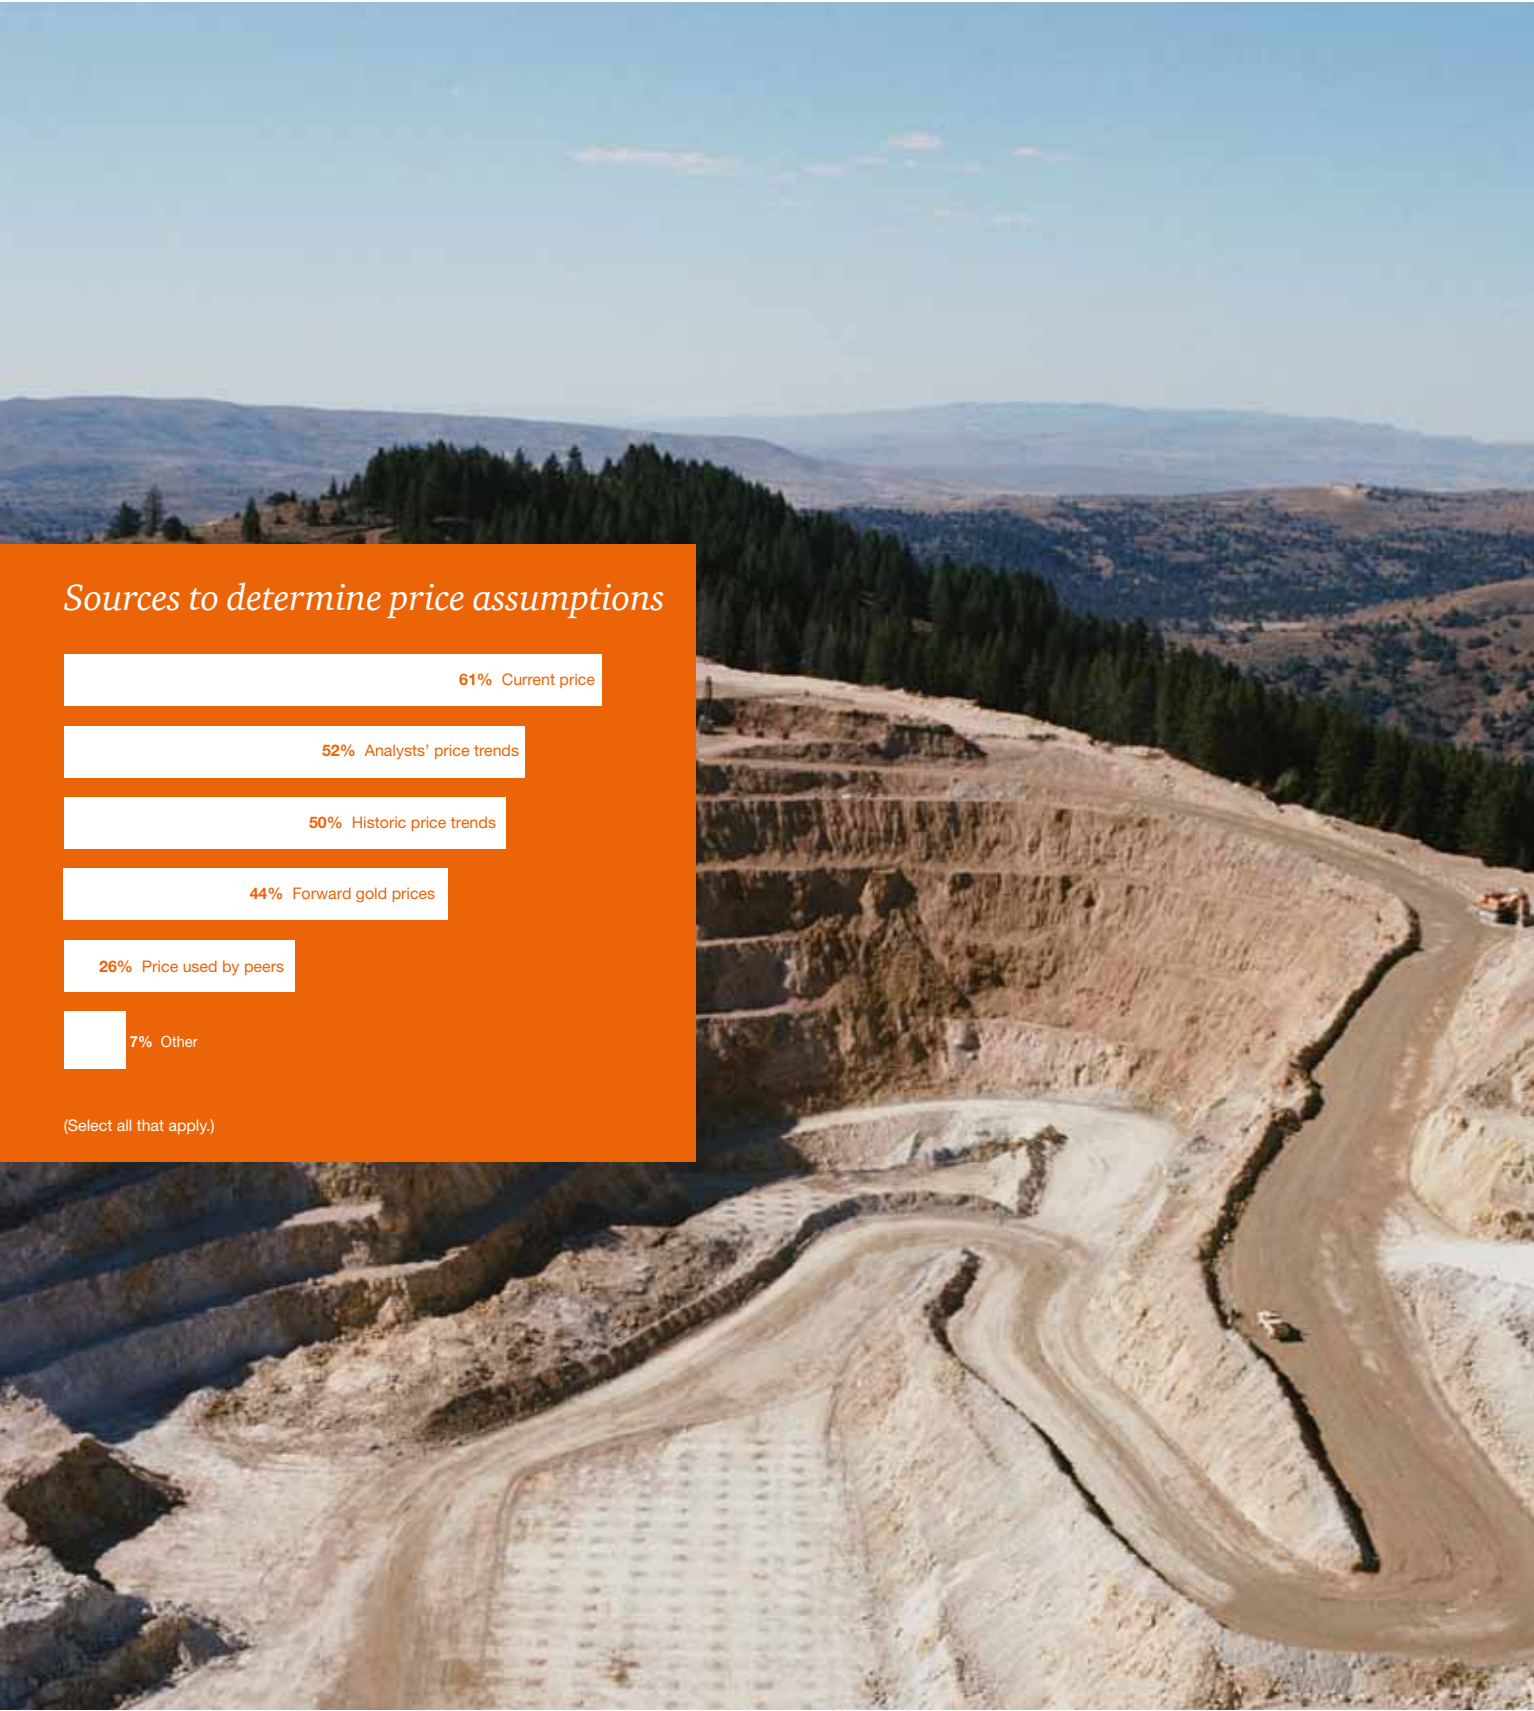 Sources to determine price assumptions
61% Current price
52% Analysts’ price trends
50% Historic price trends
44% Forward gold prices
26% Price used by peers
7% Other
(Select all that apply.)